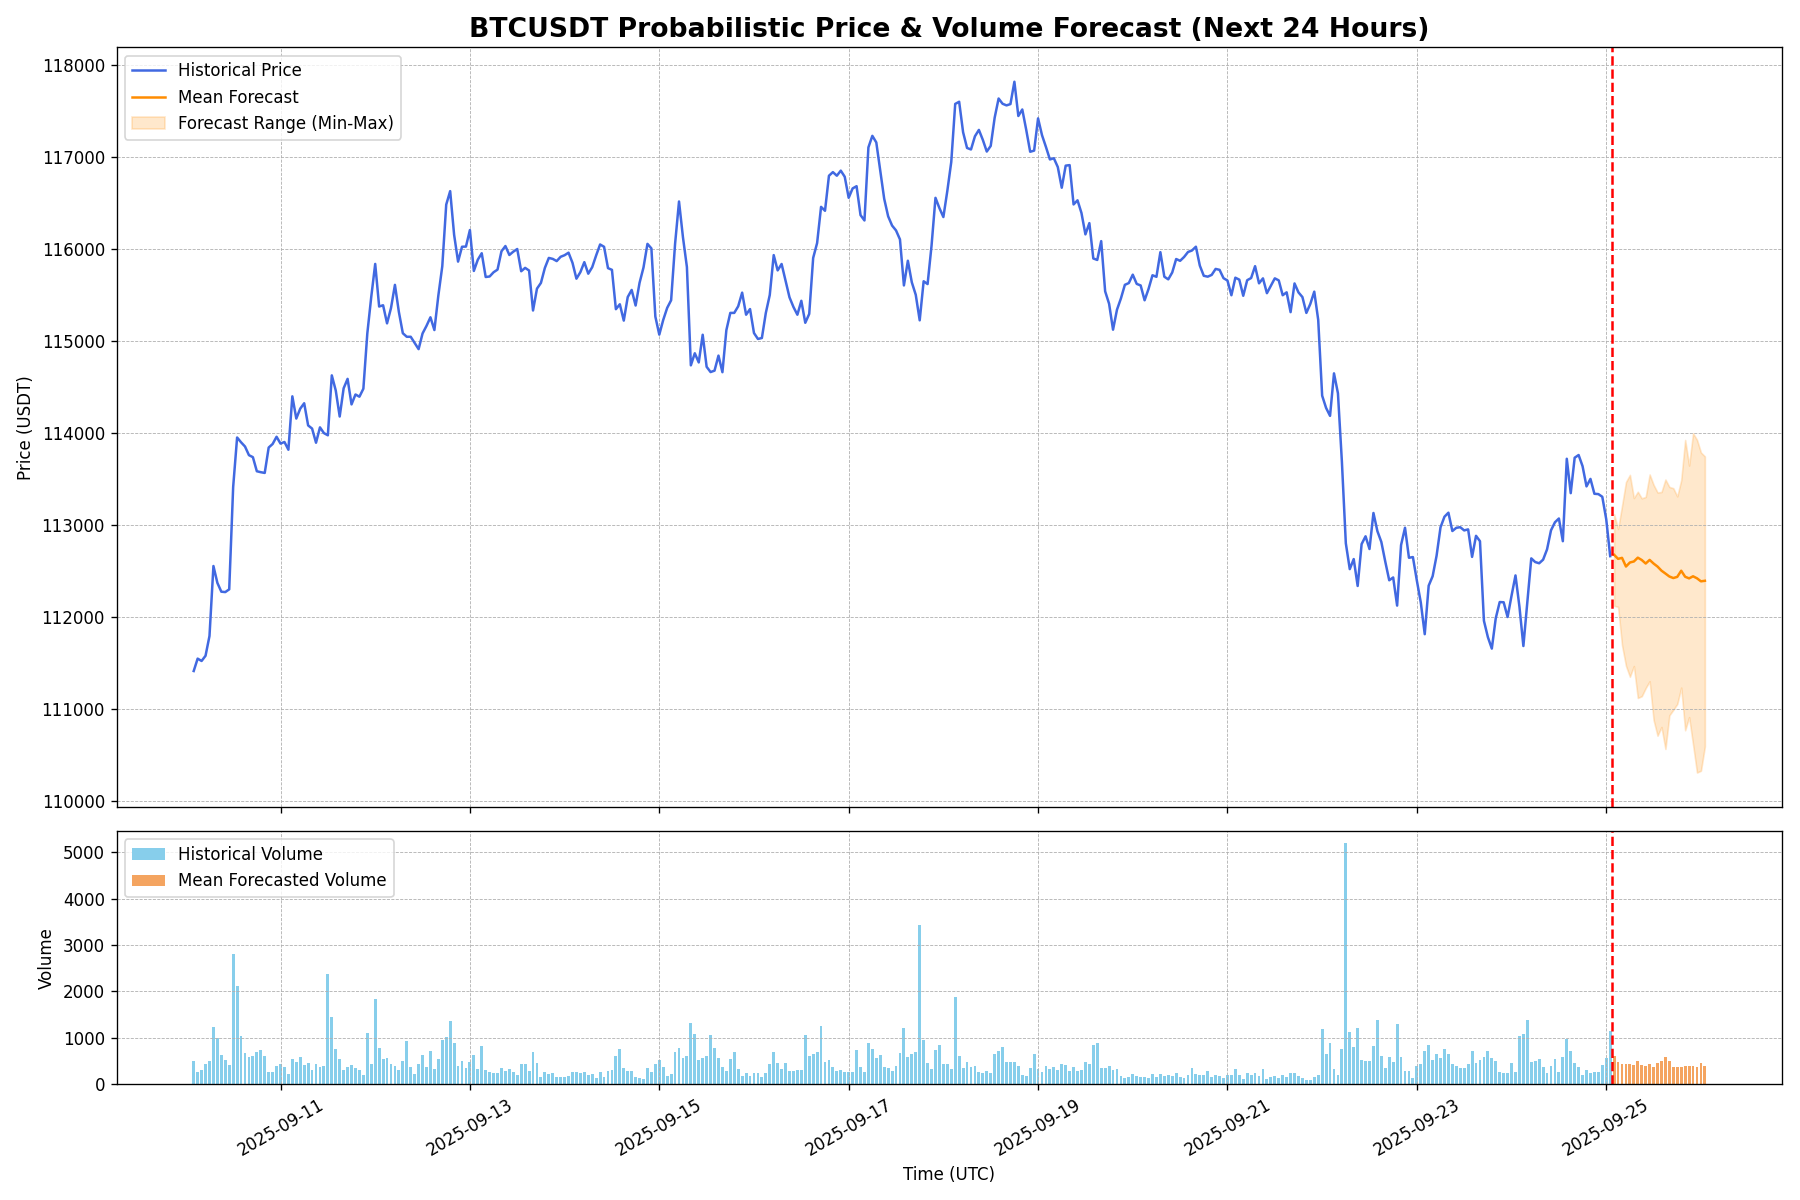 BTCUSDT Probabilistic Price & Volume Forecast (Next 24 Hours)
Historical Price
Mean Forecast
Forecast Range (Min-Max)
118000
117000
116000
115000
114000
113000
112000
111000
110000
Price (USDT)
Historical Volume
Mean Forecasted Volume
5000
4000
3000
2000
1000
0
Volume
2025-09-11
2025-09-13
2025-09-15
2025-09-17
2025-09-19
2025-09-21
2025-09-23
2025-09-25
Time (UTC)